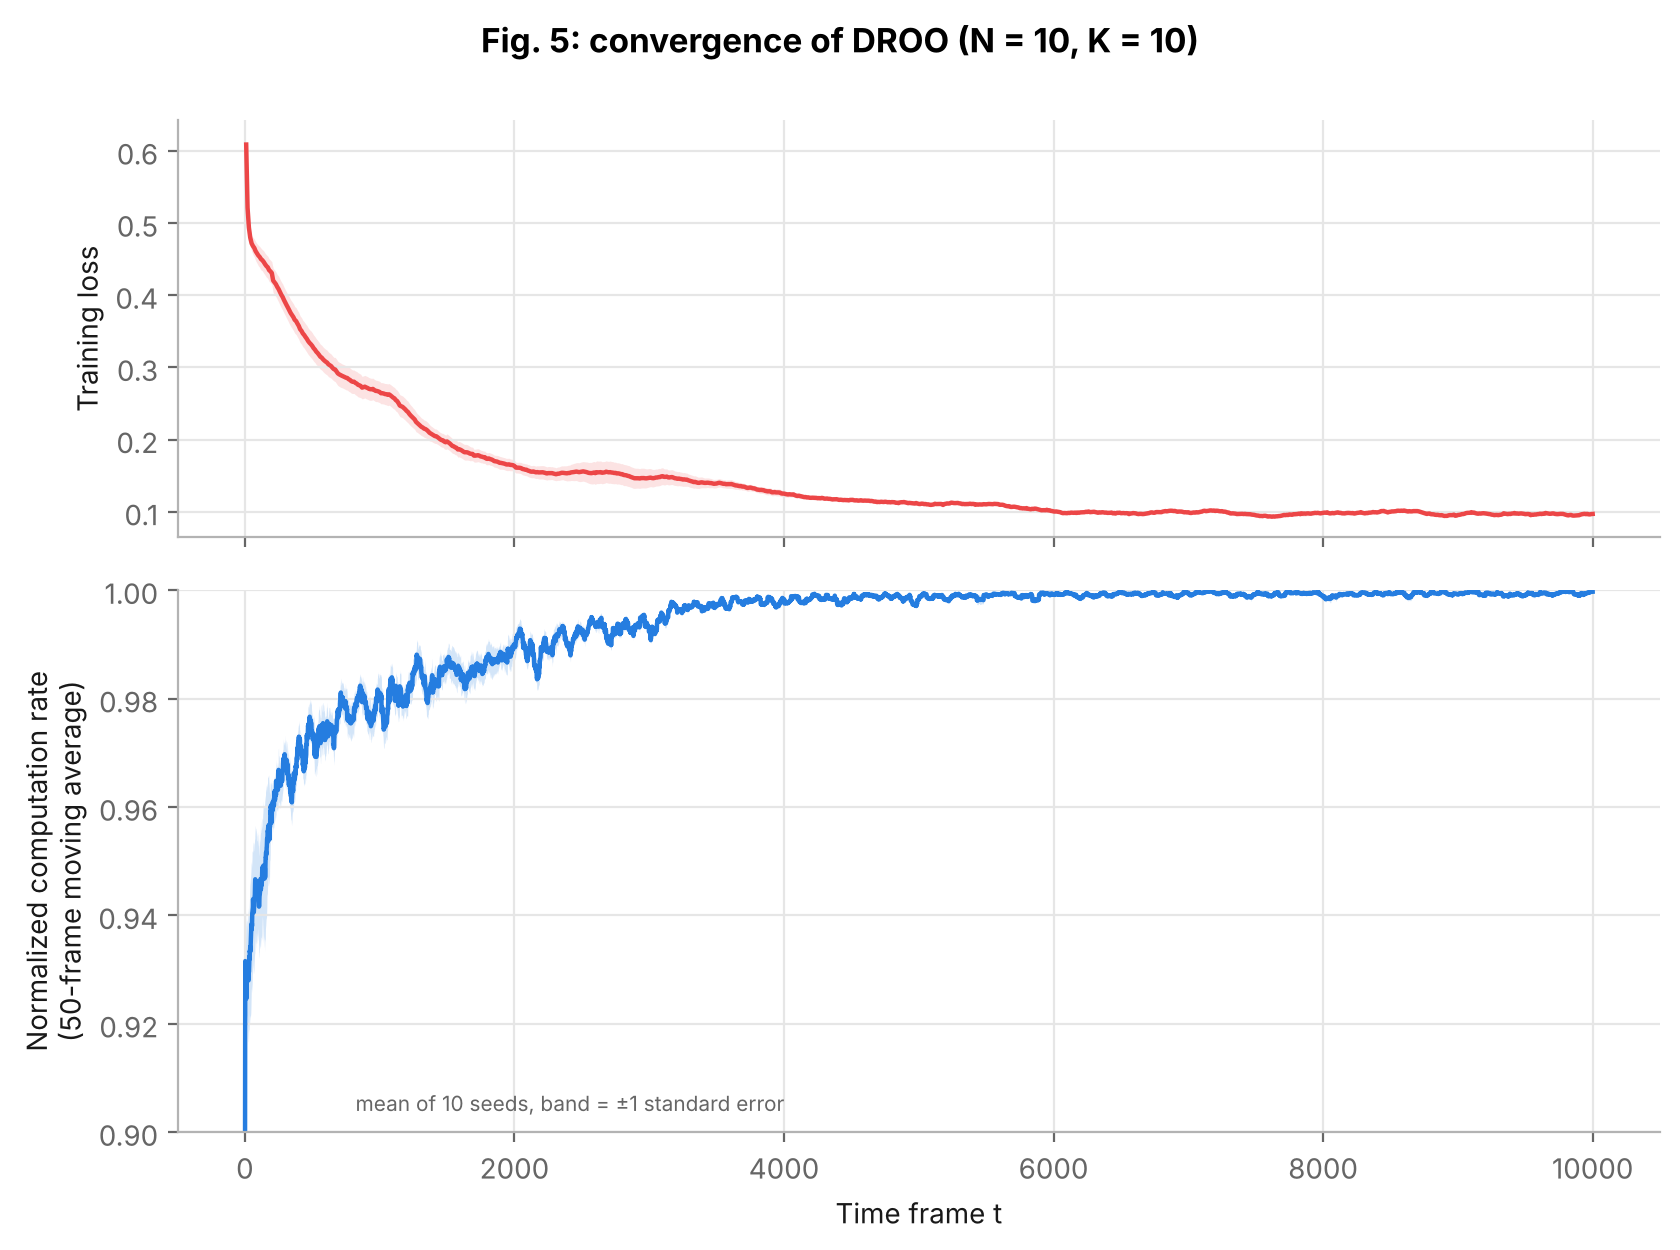 Fig. 5: convergence of DROO (N = 10, K = 10)
Training loss
0.6
0.5
0.4
0.3
0.2
0.1
Normalized computation rate
(50-frame moving average)
1.00
0.98
0.96
0.94
0.92
0.90
mean of 10 seeds, band = ±1 standard error
0 2000 4000 6000 8000 10000
Time frame t